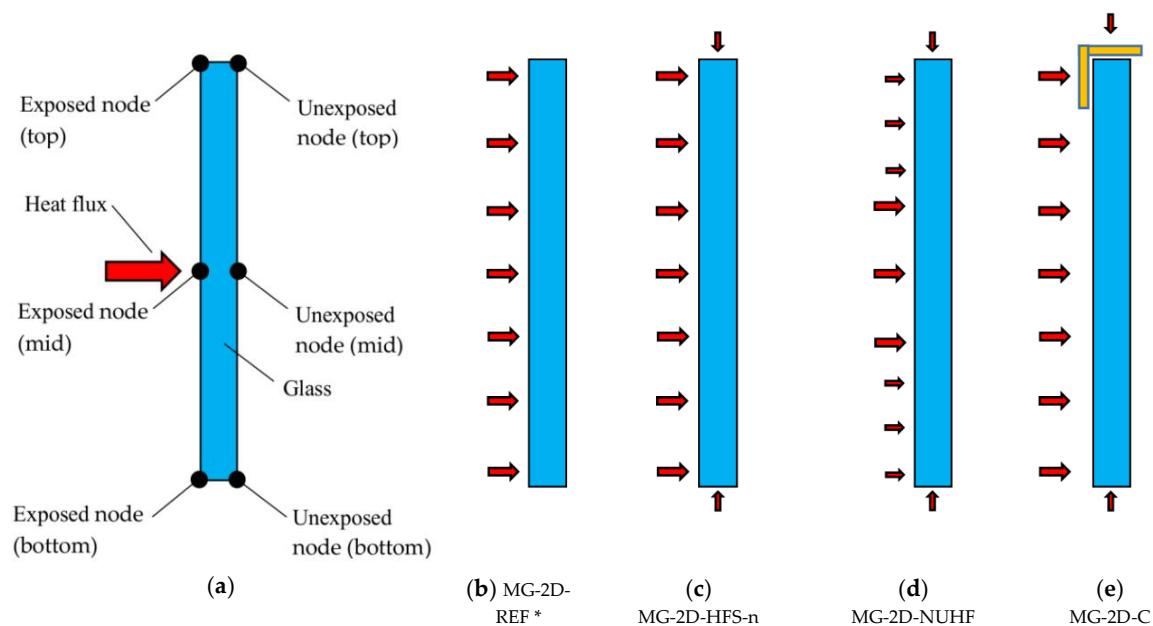 Exposed node
(top)
Unexposed
node (top)
Heat flux
Exposed node
(mid)
Unexposed
node (mid)
Glass
Exposed node
(bottom)
Unexposed
node (bottom)
(a)
(b) MG-2D-
REF *
(c)
MG-2D-HFS-n
(d)
MG-2D-NUHF
(e)
MG-2D-C